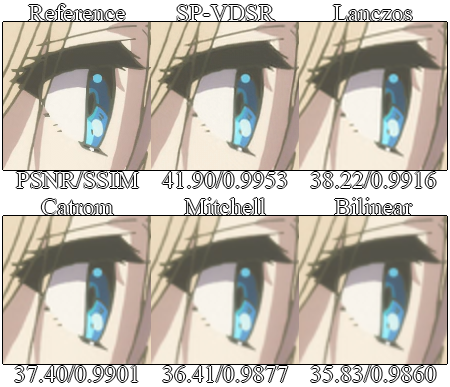 Reference SP-VDSR Lanczos
PSNR/SSIM 41.90/0.9953 38.22/0.9916
Catrom Mitchell Bilinear
37.40/0.9901 36.41/0.9877 35.83/0.9860